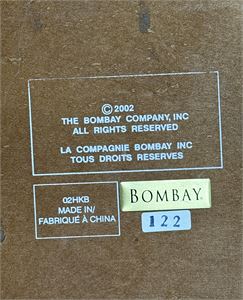 © 2002
THE BOMBAY COMPANY, INC
ALL RIGHTS RESERVED
LA COMPAGNIE BOMBAY INC
TOUS DROITS RESERVES
02HKB
MADE IN/
FABRIQUÉ À CHINA
BOMBAY
122